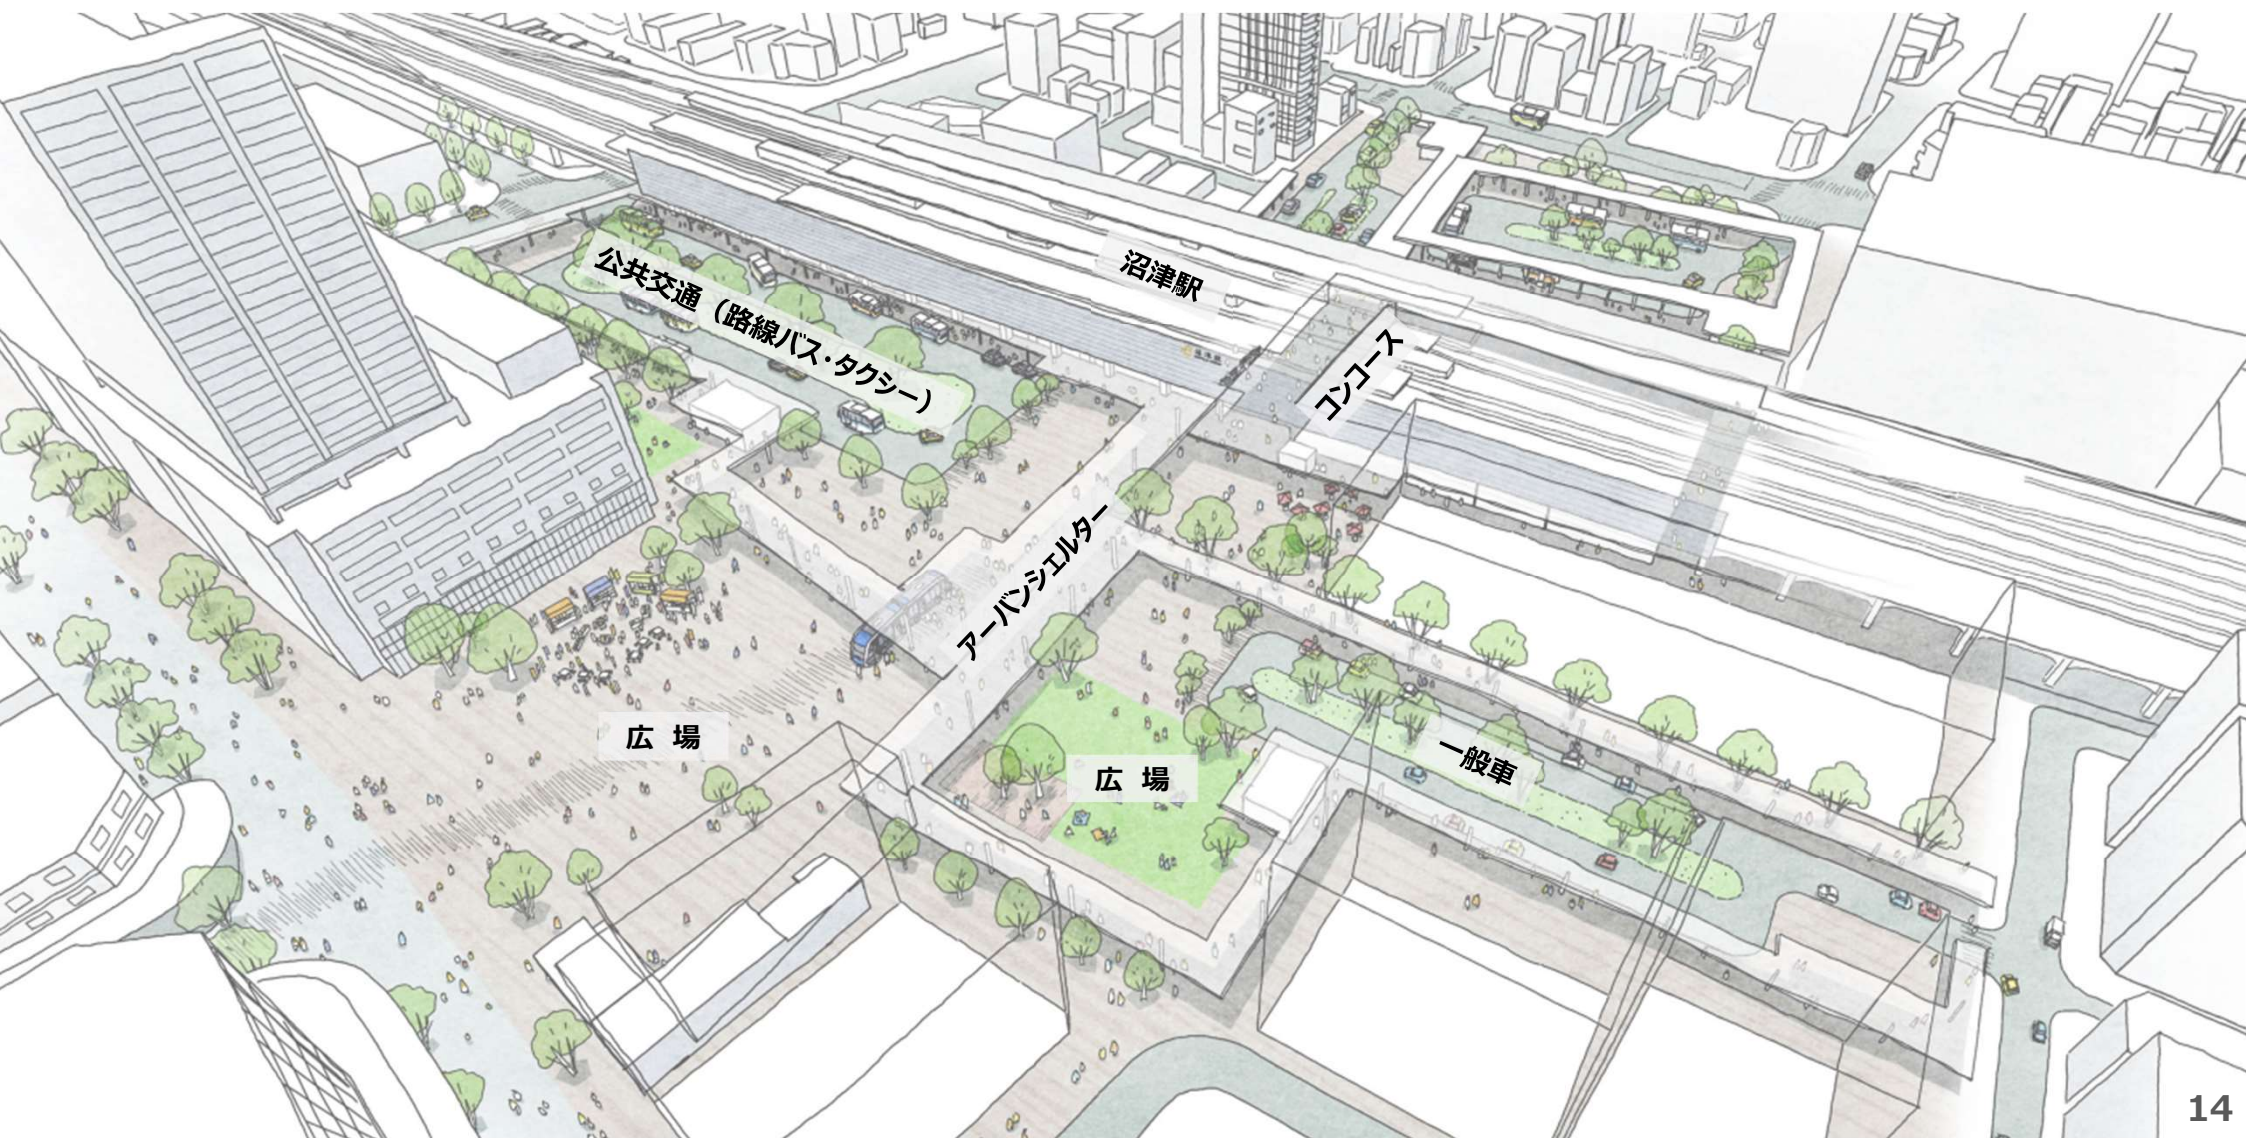 公共交通（路線バス・タクシー）
沼津駅
コンコース
アーバンシェルター
広 場
広 場
一般車
14